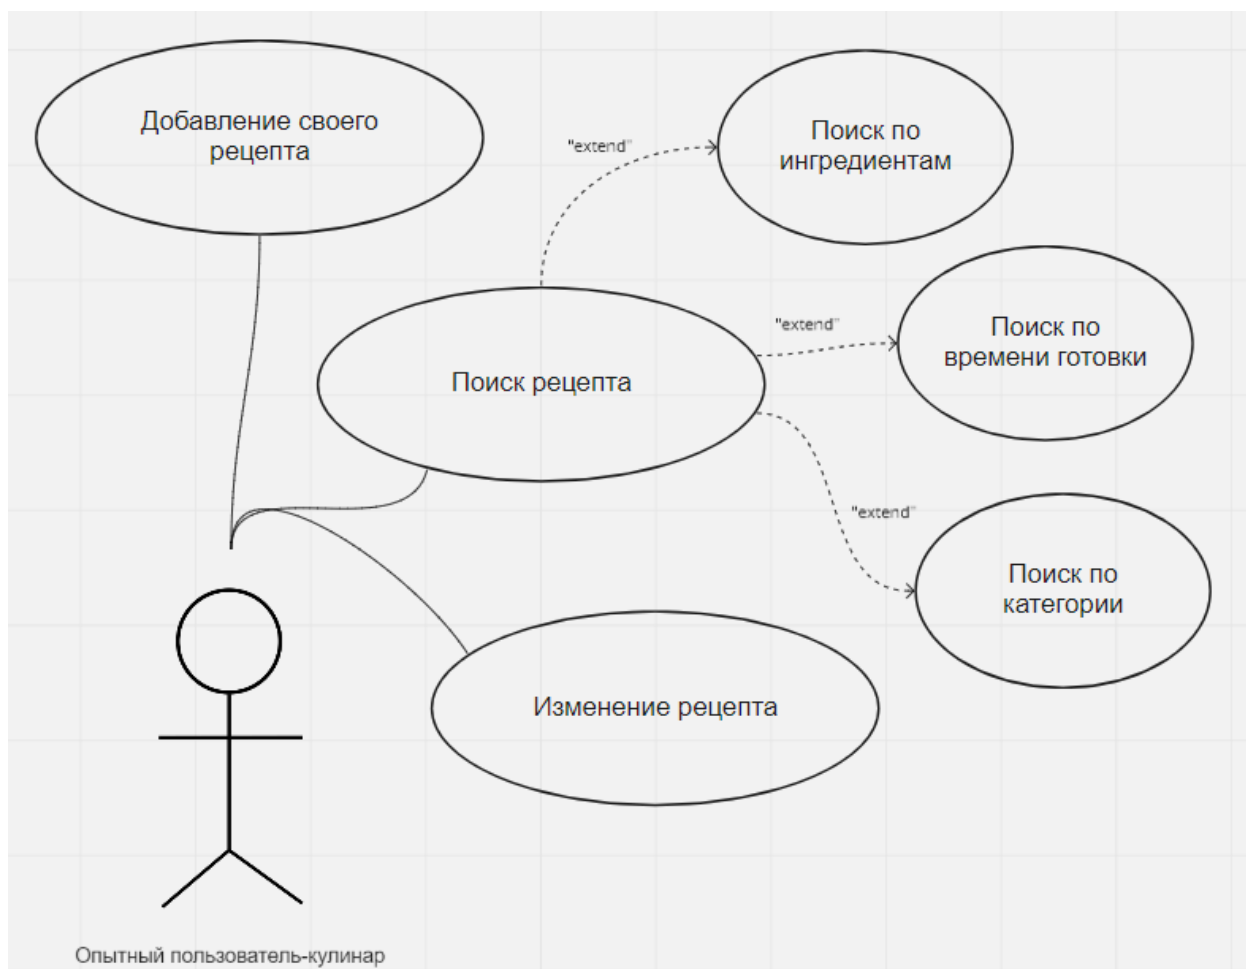 Добавление своего
рецепта
"extend"
Поиск по
ингредиентам
"extend"
Поиск по
времени готовки
Поиск рецепта
"extend"
Поиск по
категории
Изменение рецепта
Опытный пользователь-кулинар